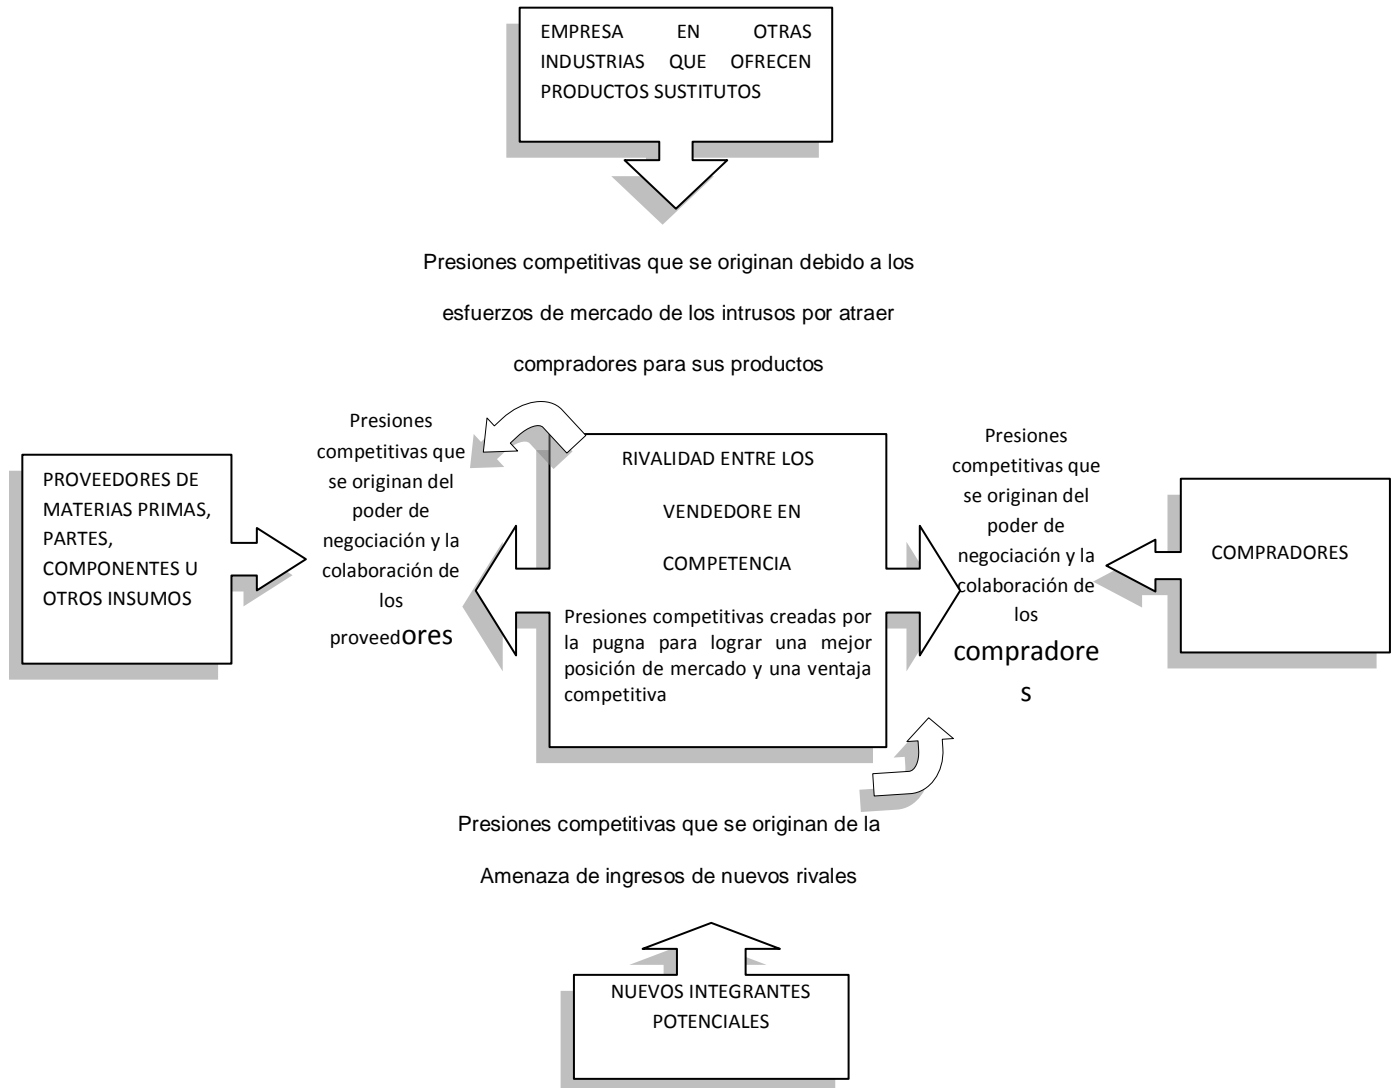 EMPRESA EN OTRAS
INDUSTRIAS QUE OFRECEN
PRODUCTOS SUSTITUTOS
Presiones competitivas que se originan debido a los
esfuerzos de mercado de los intrusos por atraer
compradores para sus productos
PROVEEDORES DE
MATERIAS PRIMAS,
PARTES,
COMPONENTES U
OTROS INSUMOS
Presiones
competitivas que
se originan del
poder de
negociación y la
colaboración de
los
proveedores
RIVALIDAD ENTRE LOS
VENDEDORE EN
COMPETENCIA
Presiones competitivas creadas por
la pugna para lograr una mejor
posición de mercado y una ventaja
competitiva
Presiones
competitivas que
se originan del
poder de
negociación y la
colaboración de
los
compradore
s
COMPRADORES
Presiones competitivas que se originan de la
Amenaza de ingresos de nuevos rivales
NUEVOS INTEGRANTES
POTENCIALES